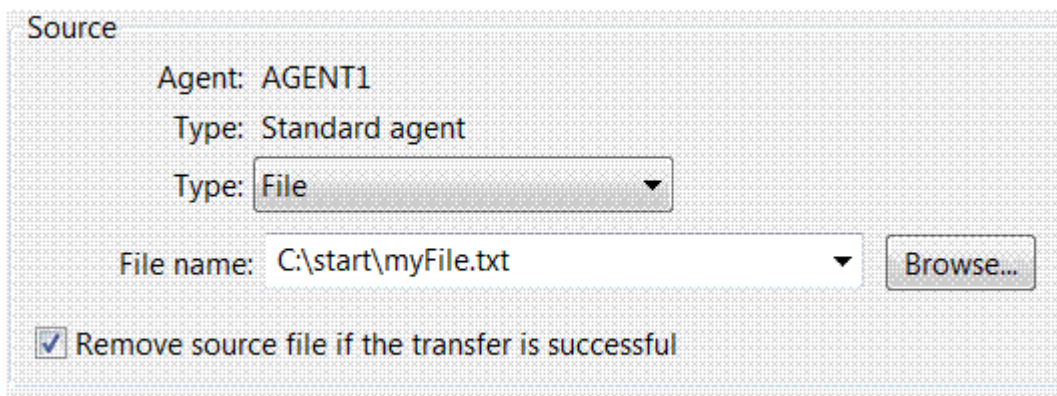 Source
Agent: AGENT1
Type: Standard agent
Type: File
File name: C:\start\myFile.txt Browse...
Remove source file if the transfer is successful